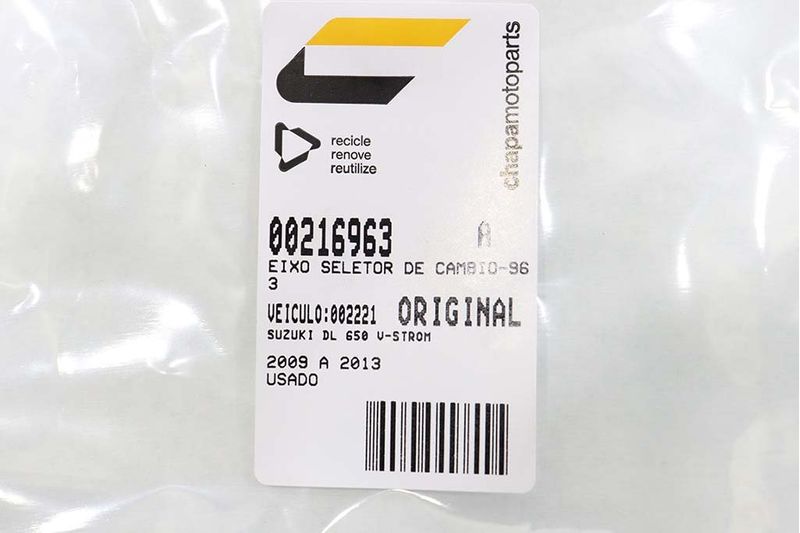 chapamotoparts
recicle
renove
reutilize
00216963 A
EIXO SELETOR DE CAMBIO-96
3
VEICULO:002221 ORIGINAL
SUZUKI DL 650 V-STROM
2009 A 2013
USADO